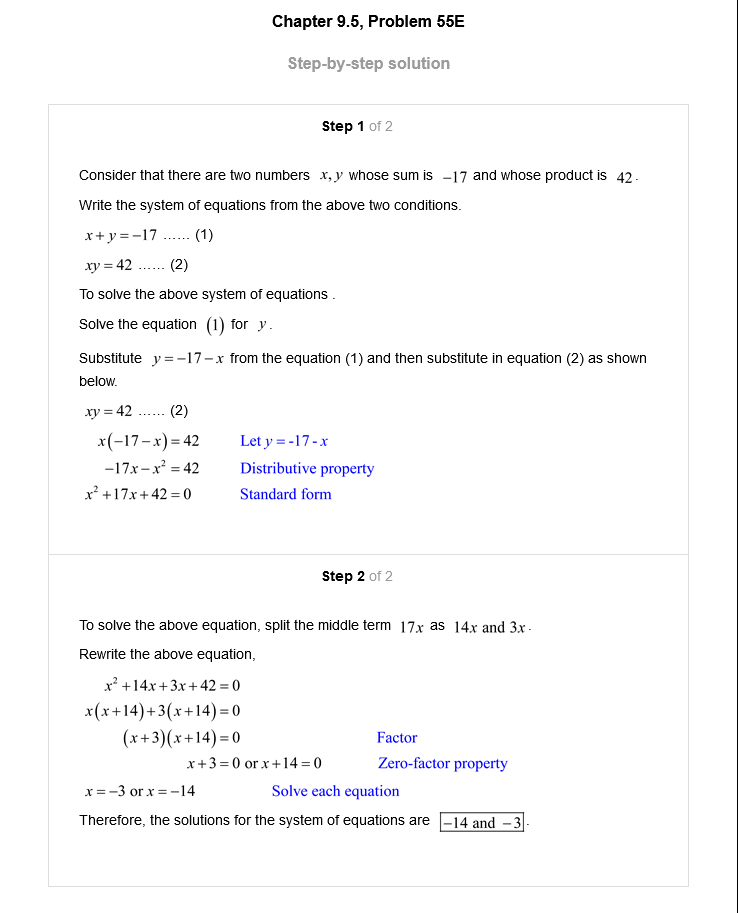 Chapter 9.5, Problem 55E
Step-by-step solution
Step 1 of 2
Consider that there are two numbers x, y whose sum is −17 and whose product is 42.
Write the system of equations from the above two conditions.
x + y = −17 ...... (1)
xy = 42 ...... (2)
To solve the above system of equations .
Solve the equation (1) for y.
Substitute y = −17 − x from the equation (1) and then substitute in equation (2) as shown
below.
xy = 42 ...... (2)
x(−17 − x) = 42 Let y = -17 - x
−17x − x² = 42 Distributive property
x² + 17x + 42 = 0 Standard form
Step 2 of 2
To solve the above equation, split the middle term 17x as 14x and 3x.
Rewrite the above equation,
x² + 14x + 3x + 42 = 0
x(x + 14) + 3(x + 14) = 0
(x + 3)(x + 14) = 0 Factor
x + 3 = 0 or x + 14 = 0 Zero-factor property
x = −3 or x = −14 Solve each equation
Therefore, the solutions for the system of equations are −14 and −3.